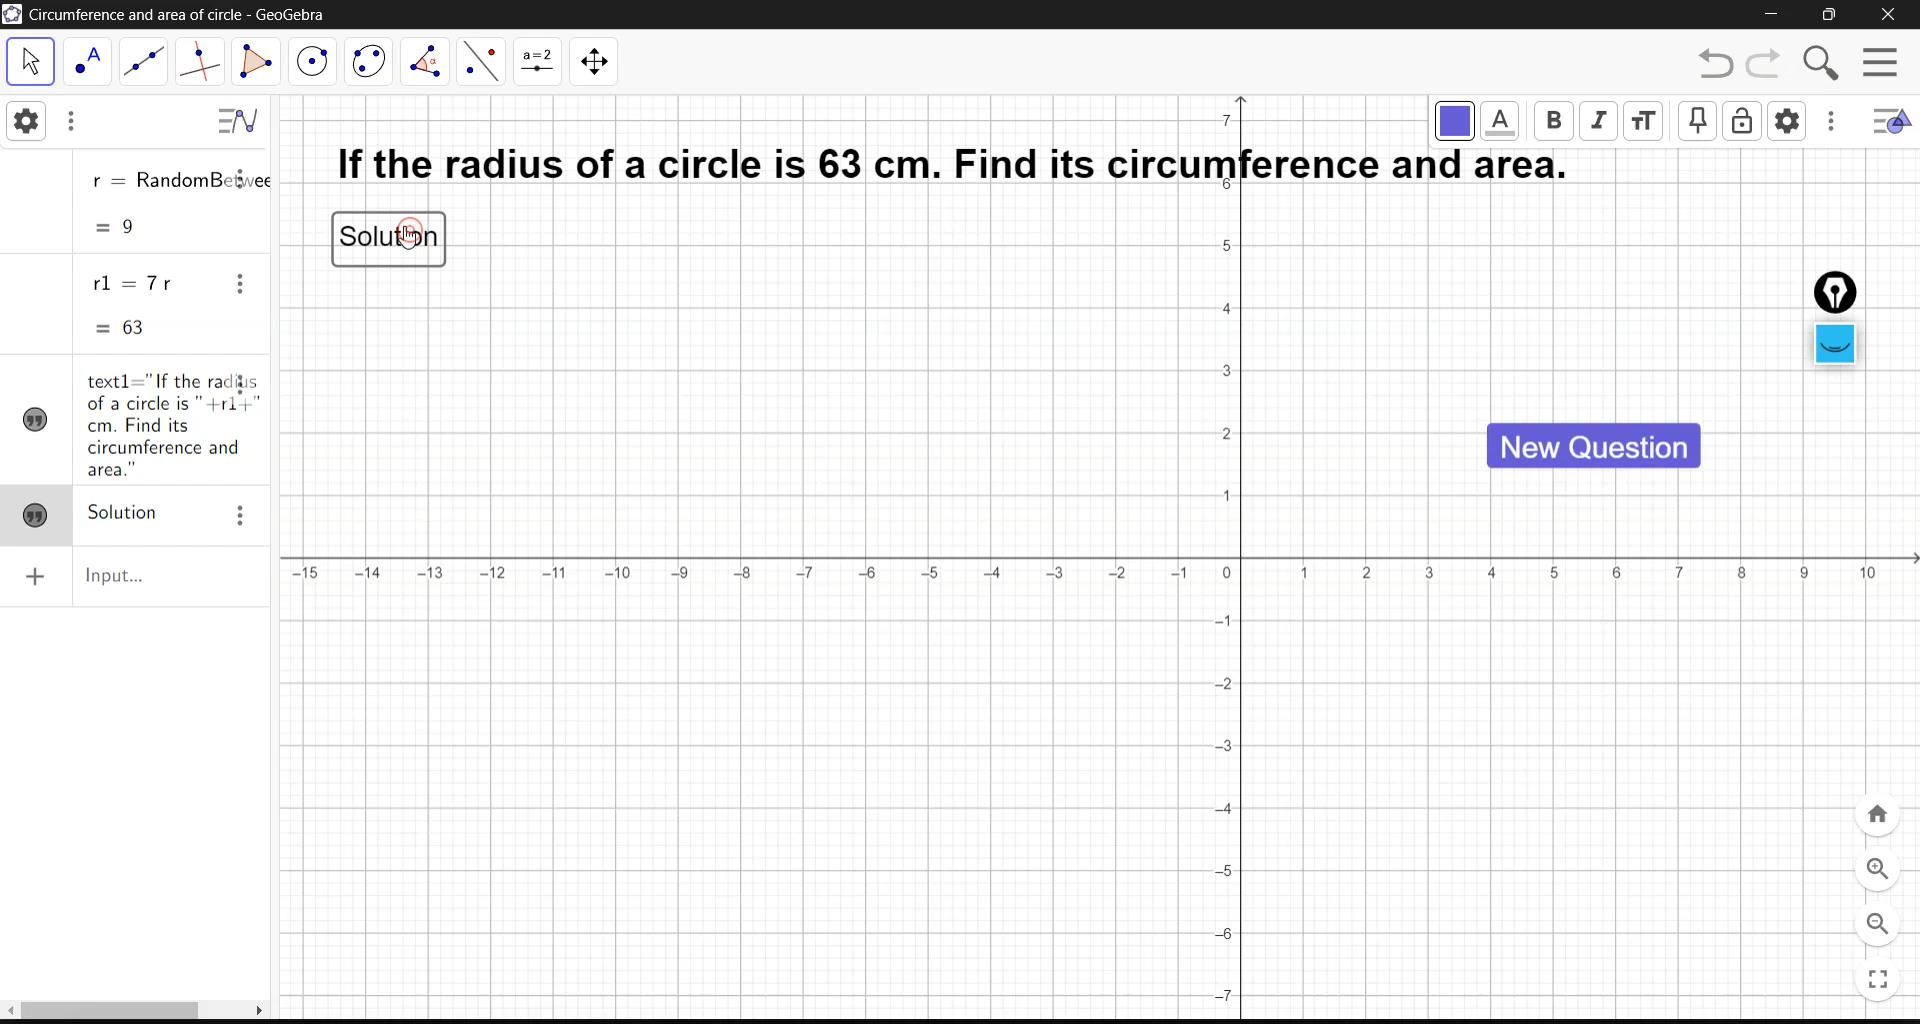 Circumference and area of circle - GeoGebra
A
α
a=2
A
B
I
TT
r = RandomBetwee
= 9
r1 = 7 r
= 63
text1="If the radius
of a circle is "+r1+"
cm. Find its
circumference and
area."
Solution
+ Input...
If the radius of a circle is 63 cm. Find its circumference and area.
Solution
New Question
7
6
5
4
3
2
1
−15 −14 −13 −12 −11 −10 −9 −8 −7 −6 −5 −4 −3 −2 −1 0 1 2 3 4 5 6 7 8 9 10
−1
−2
−3
−4
−5
−6
−7